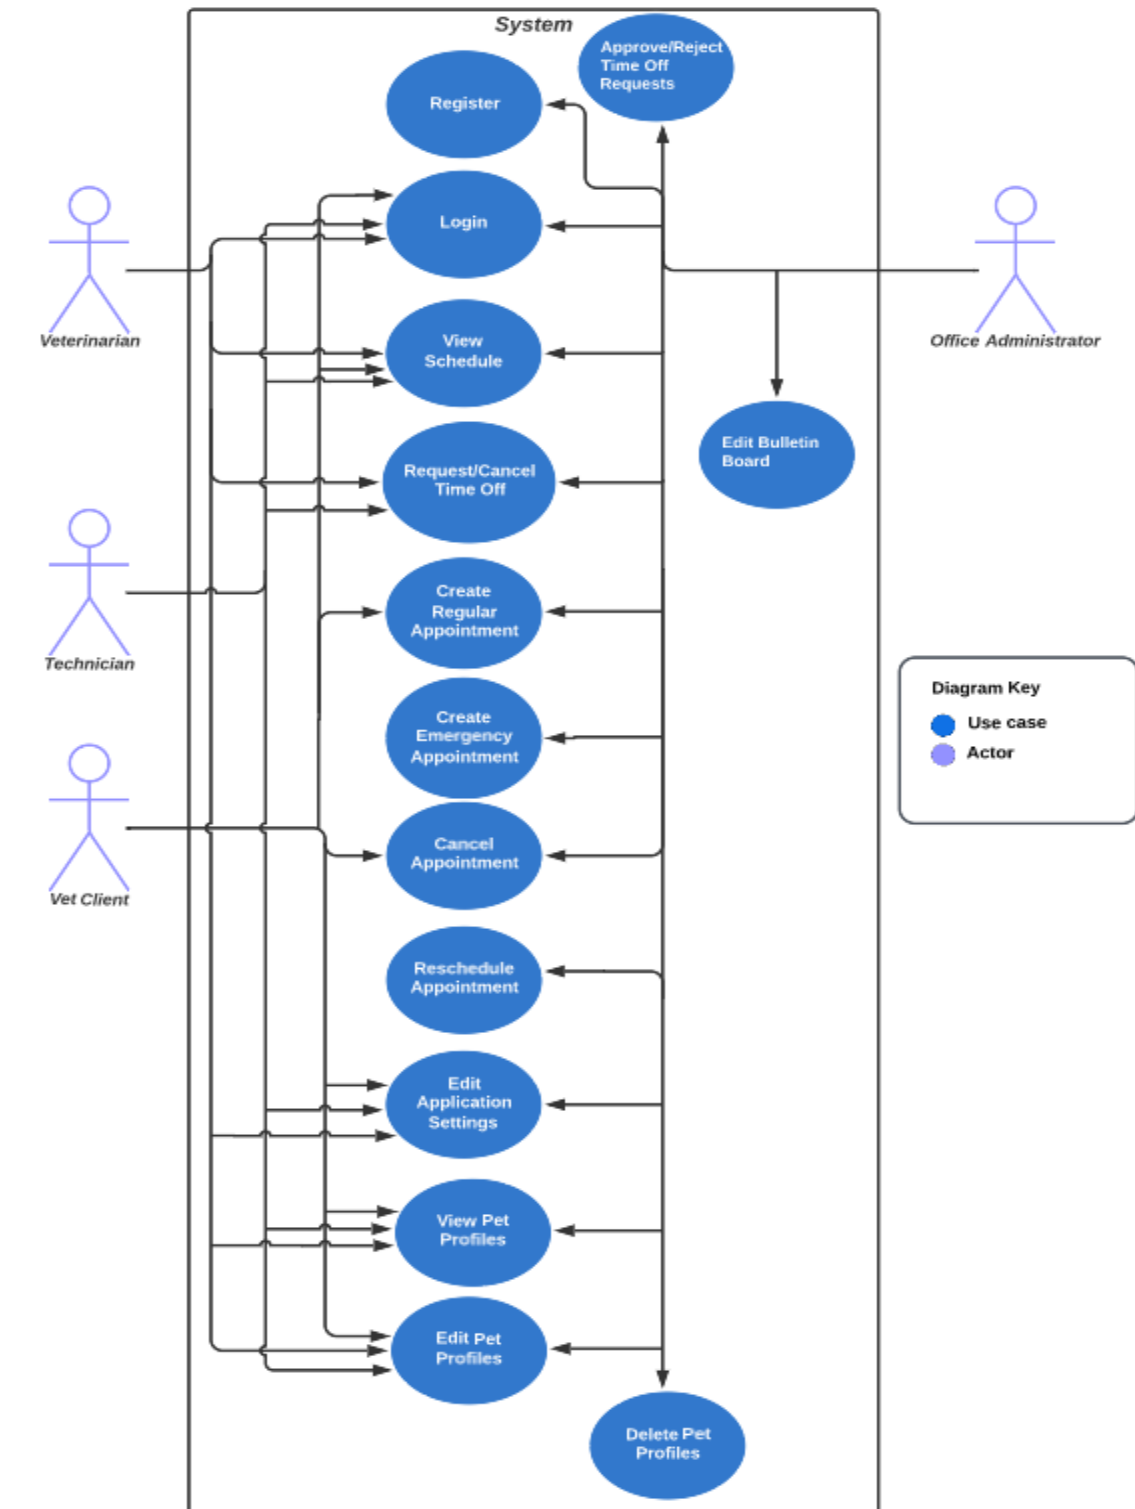 System
Approve/Reject
Time Off
Requests
Register
Login
Veterinarian
Office Administrator
View
Schedule
Edit Bulletin
Board
Request/Cancel
Time Off
Create
Regular
Appointment
Technician
Diagram Key
Use case
Actor
Create
Emergency
Appointment
Cancel
Appointment
Vet Client
Reschedule
Appointment
Edit
Application
Settings
View Pet
Profiles
Edit Pet
Profiles
Delete Pet
Profiles